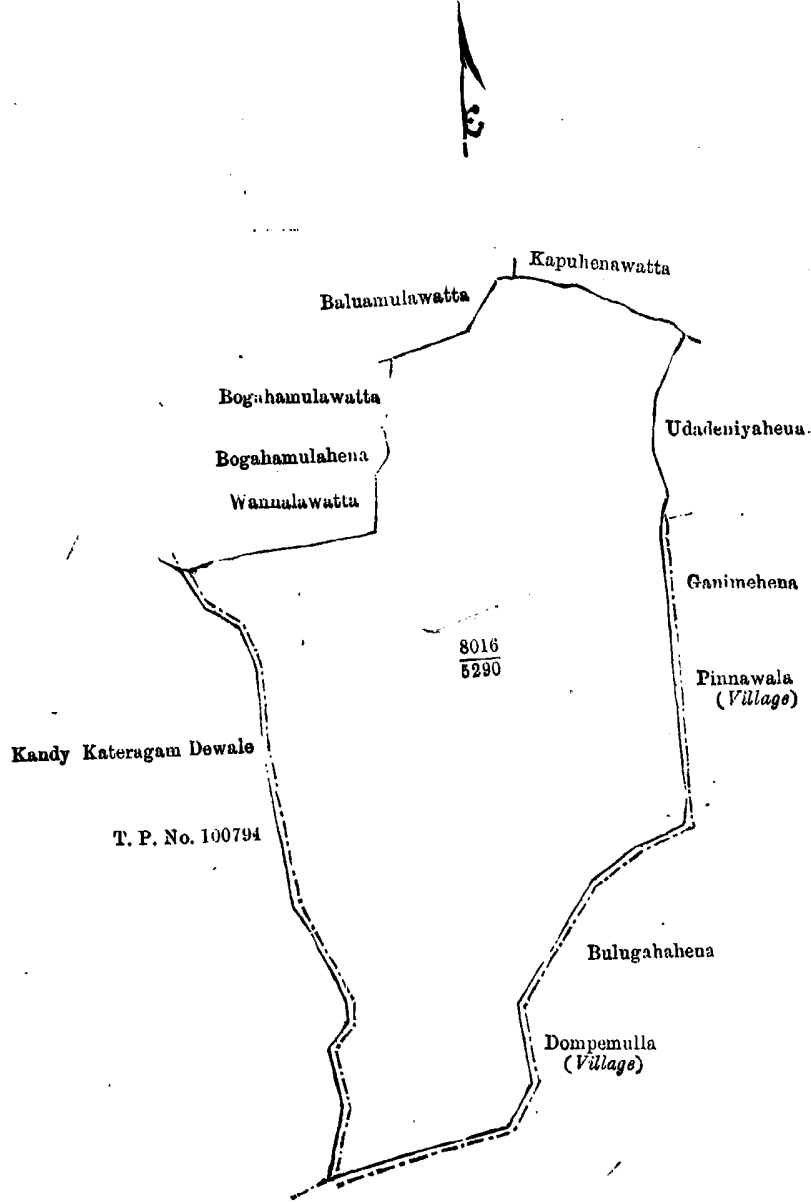 Kapuhenawatta
Baluamulawatta
Bogahamulawatta
Udadeniyahena.
Bogahamulahena
Wannalawatta
Ganimehena
8016
5290
Pinnawala
(Village)
Kandy Kateragam Dewale
T. P. No. 100794
Bulugahahena
Dompemulla
(Village)